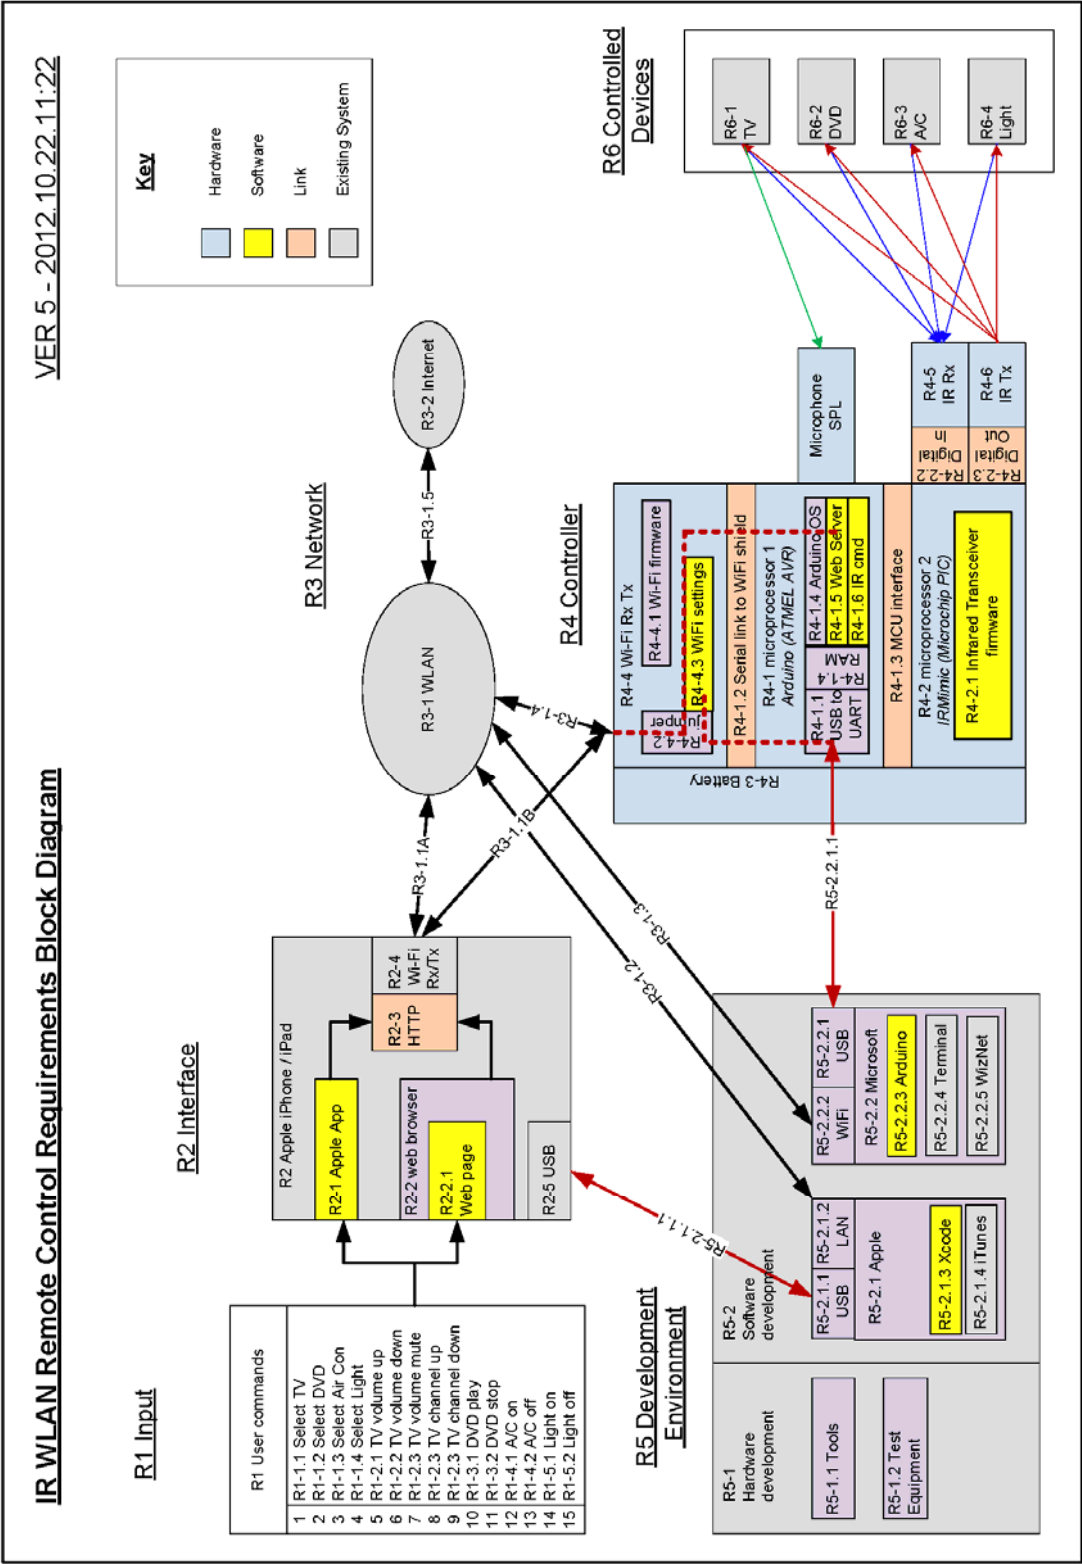 IR WLAN Remote Control Requirements Block Diagram
VER 5 - 2012.10.22.11:22
R1 Input
R1 User commands
1 R1-1.1 Select TV
2 R1-1.2 Select DVD
3 R1-1.3 Select Air Con
4 R1-1.4 Select Light
5 R1-2.1 TV volume up
6 R1-2.2 TV volume down
7 R1-2.3 TV volume mute
8 R1-2.3 TV channel up
9 R1-2.3 TV channel down
10 R1-3.1 DVD play
11 R1-3.2 DVD stop
12 R1-4.1 A/C on
13 R1-4.2 A/C off
14 R1-5.1 Light on
15 R1-5.2 Light off
R2 Interface
R2 Apple iPhone / iPad
R2-1 Apple App
R2-2 web browser
R2-2.1
Web page
R2-3
HTTP
R2-4
Wi-Fi
Rx/Tx
R2-5 USB
R3 Network
R3-1.1A
R3-1 WLAN
R3-1.5
R3-2 Internet
R3-1.1B
R3-1.4
R3-1.2
R3-1.3
Key
Hardware
Software
Link
Existing System
R4 Controller
R4-3 Battery
R4-4 Wi-Fi Rx Tx
R4-4.1 Wi-Fi firmware
R4-4.2
jumper
R4-4.3 WiFi settings
R4-1.2 Serial link to WiFi shield
R4-1 microprocessor 1
Arduino (ATMEL AVR)
R4-1.1
USB to
UART
R4-1.4
RAM
R4-1.4 Arduino OS
R4-1.5 Web Server
R4-1.6 IR cmd
R4-1.3 MCU interface
R4-2 microprocessor 2
IRMimic (Microchip PIC)
R4-2.1 Infrared Transceiver
firmware
Microphone
SPL
R4-2.2
Digital
In
R4-5
IR Rx
R4-2.3
Digital
Out
R4-6
IR Tx
R6 Controlled
Devices
R6-1
TV
R6-2
DVD
R6-3
A/C
R6-4
Light
R5 Development
Environment
R5-1
Hardware
development
R5-1.1 Tools
R5-1.2 Test
Equipment
R5-2
Software
development
R5-2.1.1
USB
R5-2.1.2
LAN
R5-2.1 Apple
R5-2.1.3 Xcode
R5-2.1.4 iTunes
R5-2.2.2
WiFi
R5-2.2.1
USB
R5-2.2 Microsoft
R5-2.2.3 Arduino
R5-2.2.4 Terminal
R5-2.2.5 WizNet
R5-2.1.1.1
R5-2.2.1.1